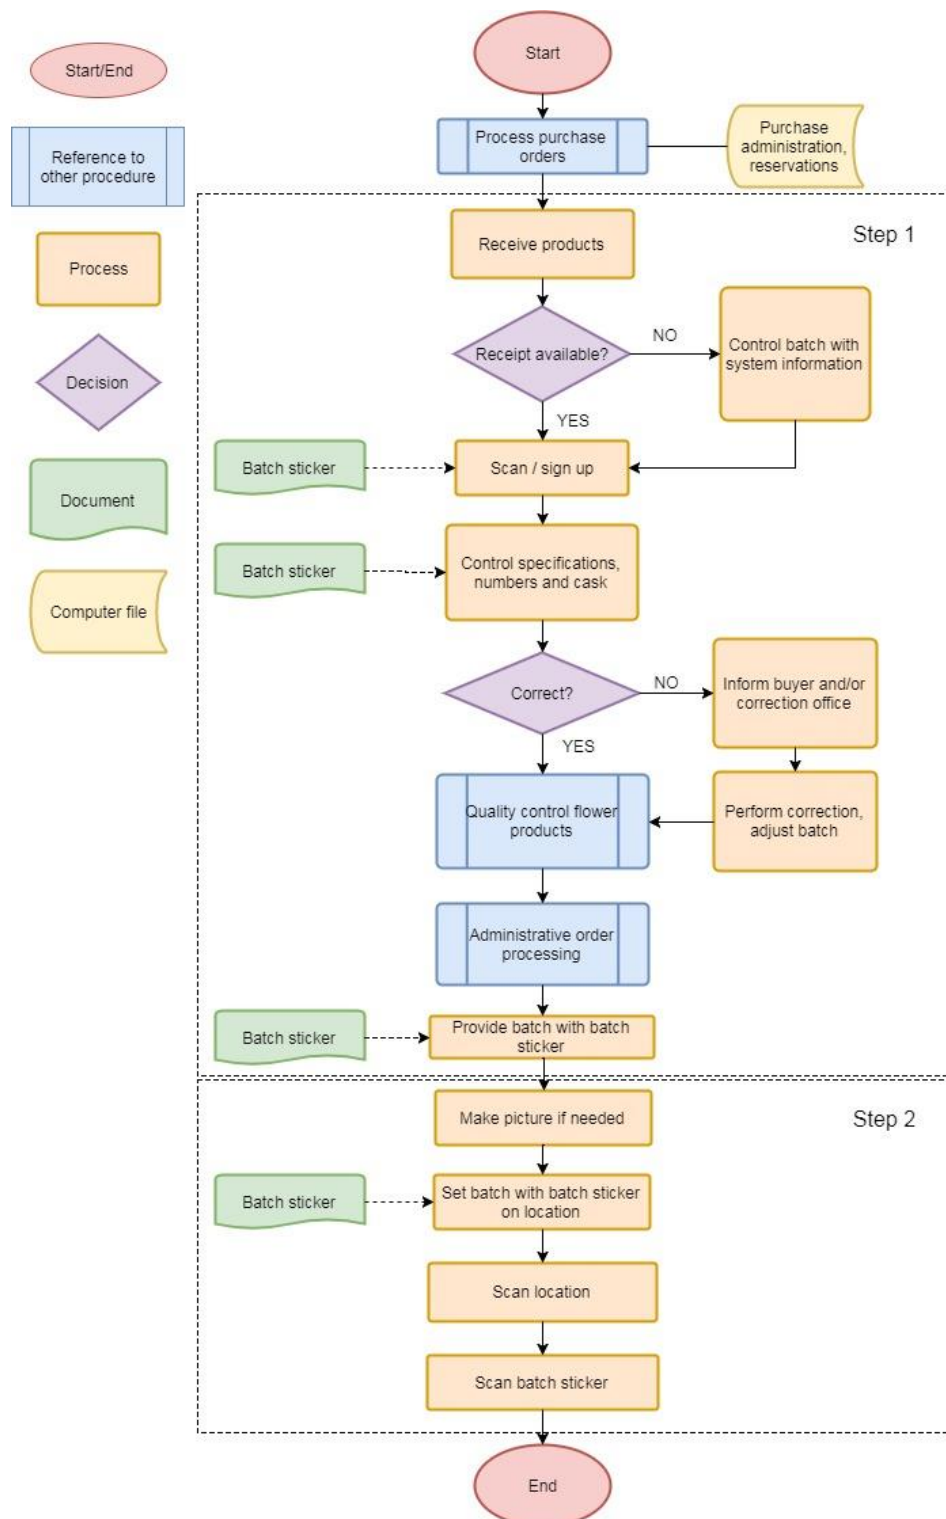 Start/End
Reference to
other procedure
Process
Decision
Document
Computer file
Start
Process purchase
orders
Purchase
administration,
reservations
Step 1
Receive products
Receipt available?
NO
Control batch with
system information
YES
Batch sticker
Scan / sign up
Batch sticker
Control specifications,
numbers and cask
Correct?
NO
Inform buyer and/or
correction office
YES
Quality control flower
products
Perform correction,
adjust batch
Administrative order
processing
Batch sticker
Provide batch with batch
sticker
Step 2
Make picture if needed
Batch sticker
Set batch with batch sticker
on location
Scan location
Scan batch sticker
End